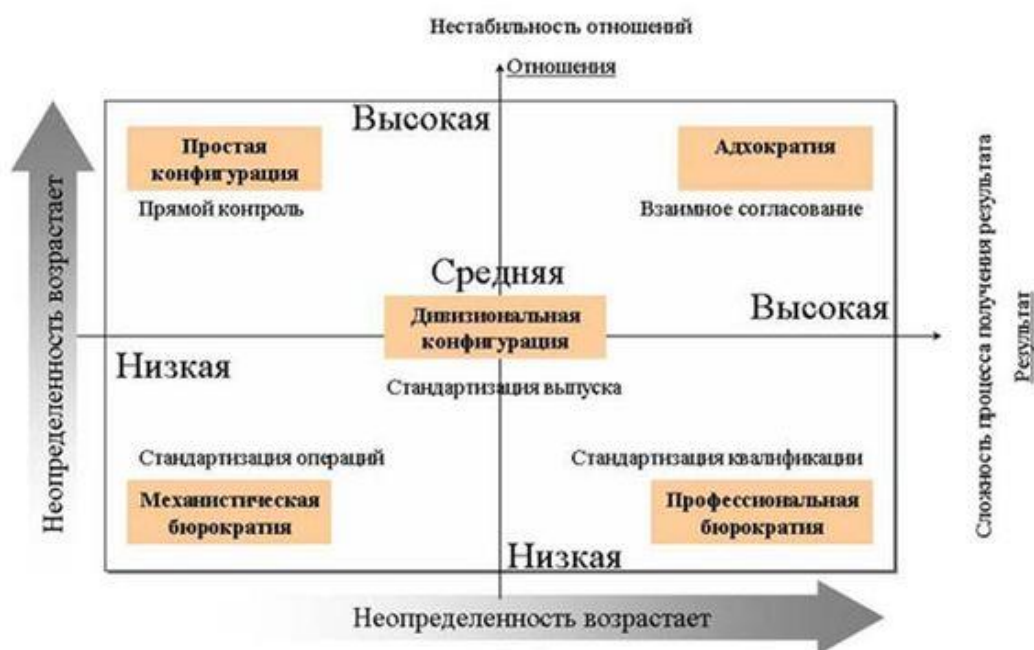 Нестабильность отношений
Отношения
Высокая
Простая
конфигурация
Прямой контроль
Адхократия
Взаимное согласование
Неопределенность возрастает
Средняя
Дивизиональная
конфигурация
Высокая
Низкая
Стандартизация выпуска
Сложность процесса получения результата
Результат
Стандартизация операций
Стандартизация квалификации
Механистическая
бюрократия
Профессиональная
бюрократия
Низкая
Неопределенность возрастает